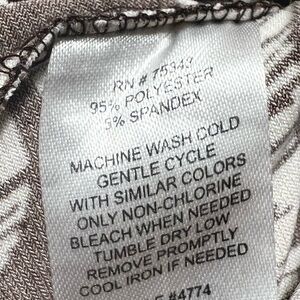 RN # 75343
95% POLYESTER
5% SPANDEX
MACHINE WASH COLD
GENTLE CYCLE
WITH SIMILAR COLORS
ONLY NON-CHLORINE
BLEACH WHEN NEEDED
TUMBLE DRY LOW
REMOVE PROMPTLY
COOL IRON IF NEEDED
#4774